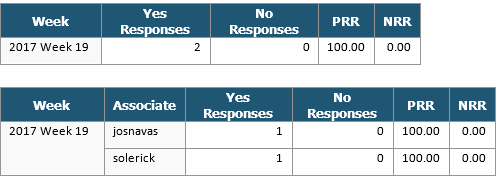 Week Yes Responses No Responses PRR NRR
2017 Week 19 2 0 100.00 0.00
Week Associate Yes Responses No Responses PRR NRR
2017 Week 19 josnavas 1 0 100.00 0.00
solerick 1 0 100.00 0.00